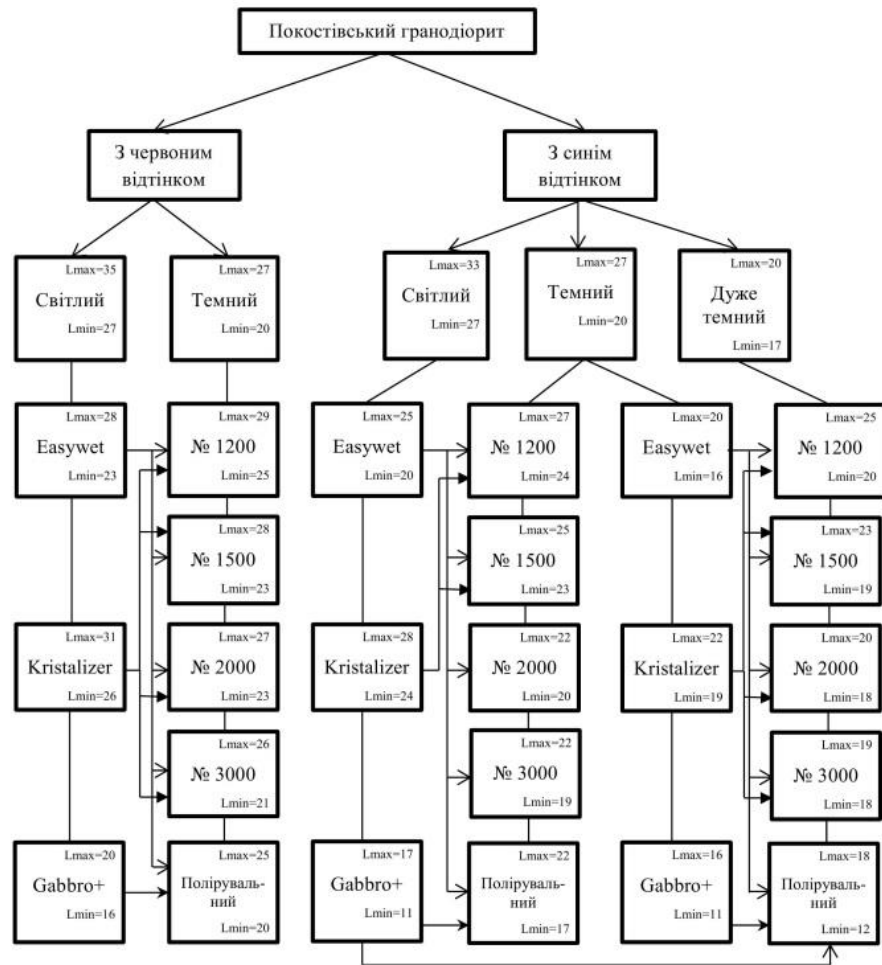 Покостівський гранодіорит
З червоним
відтінком
З синім
відтінком
Lmax=35
Світлий
Lmin=27
Lmax=27
Темний
Lmin=20
Lmax=33
Світлий
Lmin=27
Lmax=27
Темний
Lmin=20
Lmax=20
Дуже
темний
Lmin=17
Lmax=28
Easywet
Lmin=23
Lmax=29
№ 1200
Lmin=25
Lmax=25
Easywet
Lmin=20
Lmax=27
№ 1200
Lmin=24
Lmax=20
Easywet
Lmin=16
Lmax=25
№ 1200
Lmin=20
Lmax=28
№ 1500
Lmin=23
Lmax=25
№ 1500
Lmin=23
Lmax=23
№ 1500
Lmin=19
Lmax=31
Kristalizer
Lmin=26
Lmax=27
№ 2000
Lmin=23
Lmax=28
Kristalizer
Lmin=24
Lmax=22
№ 2000
Lmin=20
Lmax=22
Kristalizer
Lmin=19
Lmax=20
№ 2000
Lmin=18
Lmax=26
№ 3000
Lmin=21
Lmax=22
№ 3000
Lmin=19
Lmax=19
№ 3000
Lmin=18
Lmax=20
Gabbro+
Lmin=16
Lmax=25
Полірува­ль-
ний
Lmin=20
Lmax=17
Gabbro+
Lmin=11
Lmax=22
Полірува­ль-
ний
Lmin=17
Lmax=16
Gabbro+
Lmin=11
Lmax=18
Полірува­ль-
ний
Lmin=12